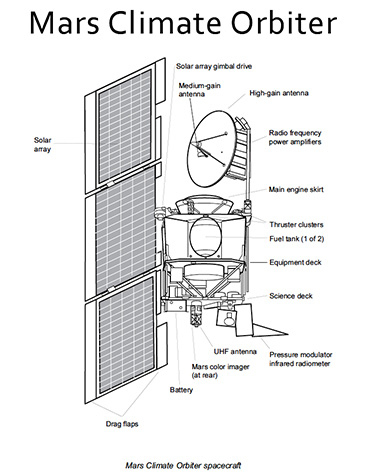 Mars Climate Orbiter
Solar array gimbal drive
Medium-gain
antenna
High-gain antenna
Solar
array
Radio frequency
power amplifiers
Main engine skirt
Thruster clusters
Fuel tank (1 of 2)
Equipment deck
Science deck
UHF antenna
Pressure modulator
infrared radiometer
Mars color imager
(at rear)
Battery
Drag flaps
Mars Climate Orbiter spacecraft